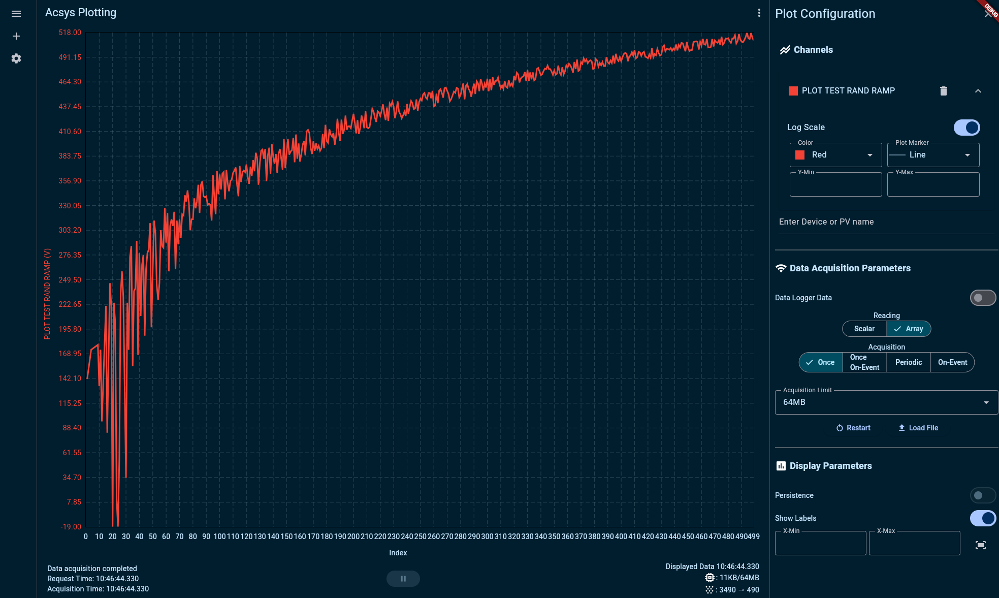 Acsys Plotting
518.00
491.15
464.30
437.45
410.60
383.75
356.90
330.05
303.20
276.35
249.50
222.65
195.80
168.95
142.10
115.25
88.40
61.55
34.70
7.85
-19.00
PLOT TEST RAND RAMP (V)
0 10 20 30 40 50 60 70 80 90 100 110 120 130 140 150 160 170 180 190 200 210 220 230 240 250 260 270 280 290 300 310 320 330 340 350 360 370 380 390 400 410 420 430 440 450 460 470 480 490 499
Index
Data acquisition completed
Request Time: 10:46:44.330
Acquisition Time: 10:46:44.330
Displayed Data 10:46:44.330
: 11KB/64MB
: 3490 → 490
Plot Configuration
DEBUG
Channels
PLOT TEST RAND RAMP
Log Scale
Color
Red
Plot Marker
Line
Y-Min
Y-Max
Enter Device or PV name
Data Acquisition Parameters
Data Logger Data
Reading
Scalar
Array
Acquisition
Once
Once
On-Event
Periodic
On-Event
Acquisition Limit
64MB
Restart
Load File
Display Parameters
Persistence
Show Labels
X-Min
X-Max